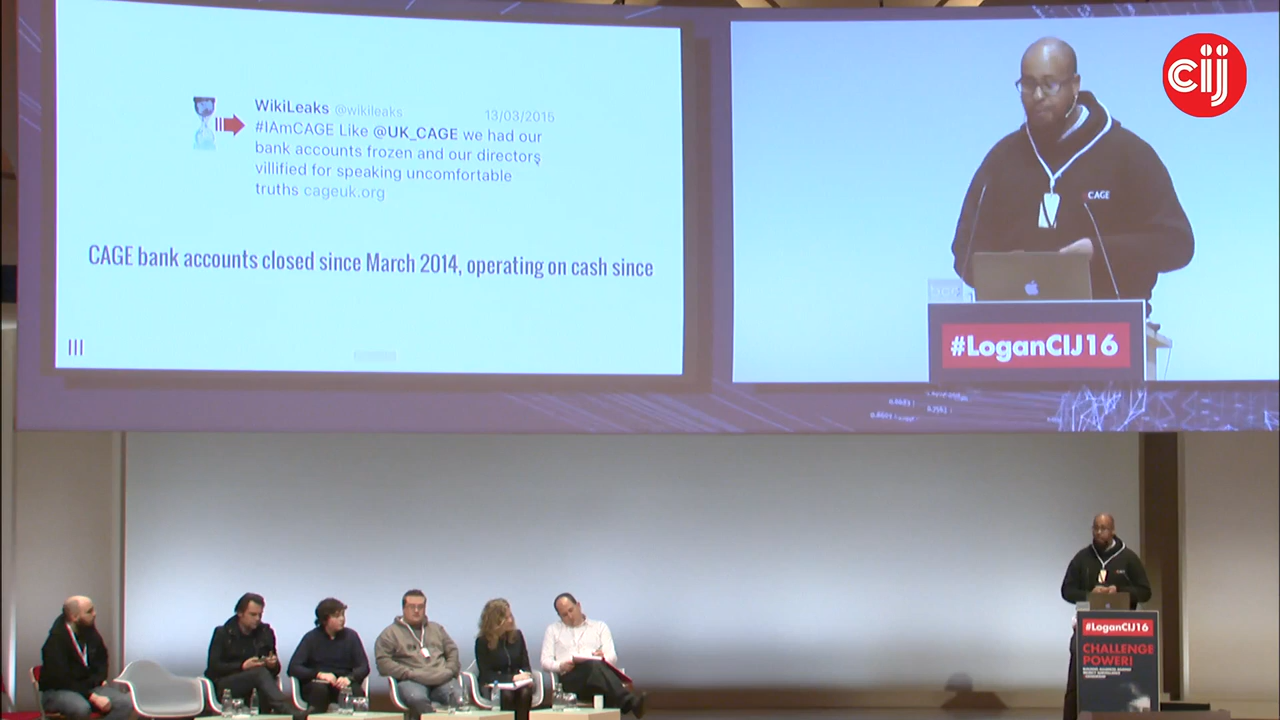 WikiLeaks @wikileaks 13/03/2015
#IAmCAGE Like @UK_CAGE we had our
bank accounts frozen and our directors
villified for speaking uncomfortable
truths cageuk.org
CAGE bank accounts closed since March 2014, operating on cash since
cij
CAGE
#LoganCIJ16
#LoganCIJ16
CHALLENGE
POWER!